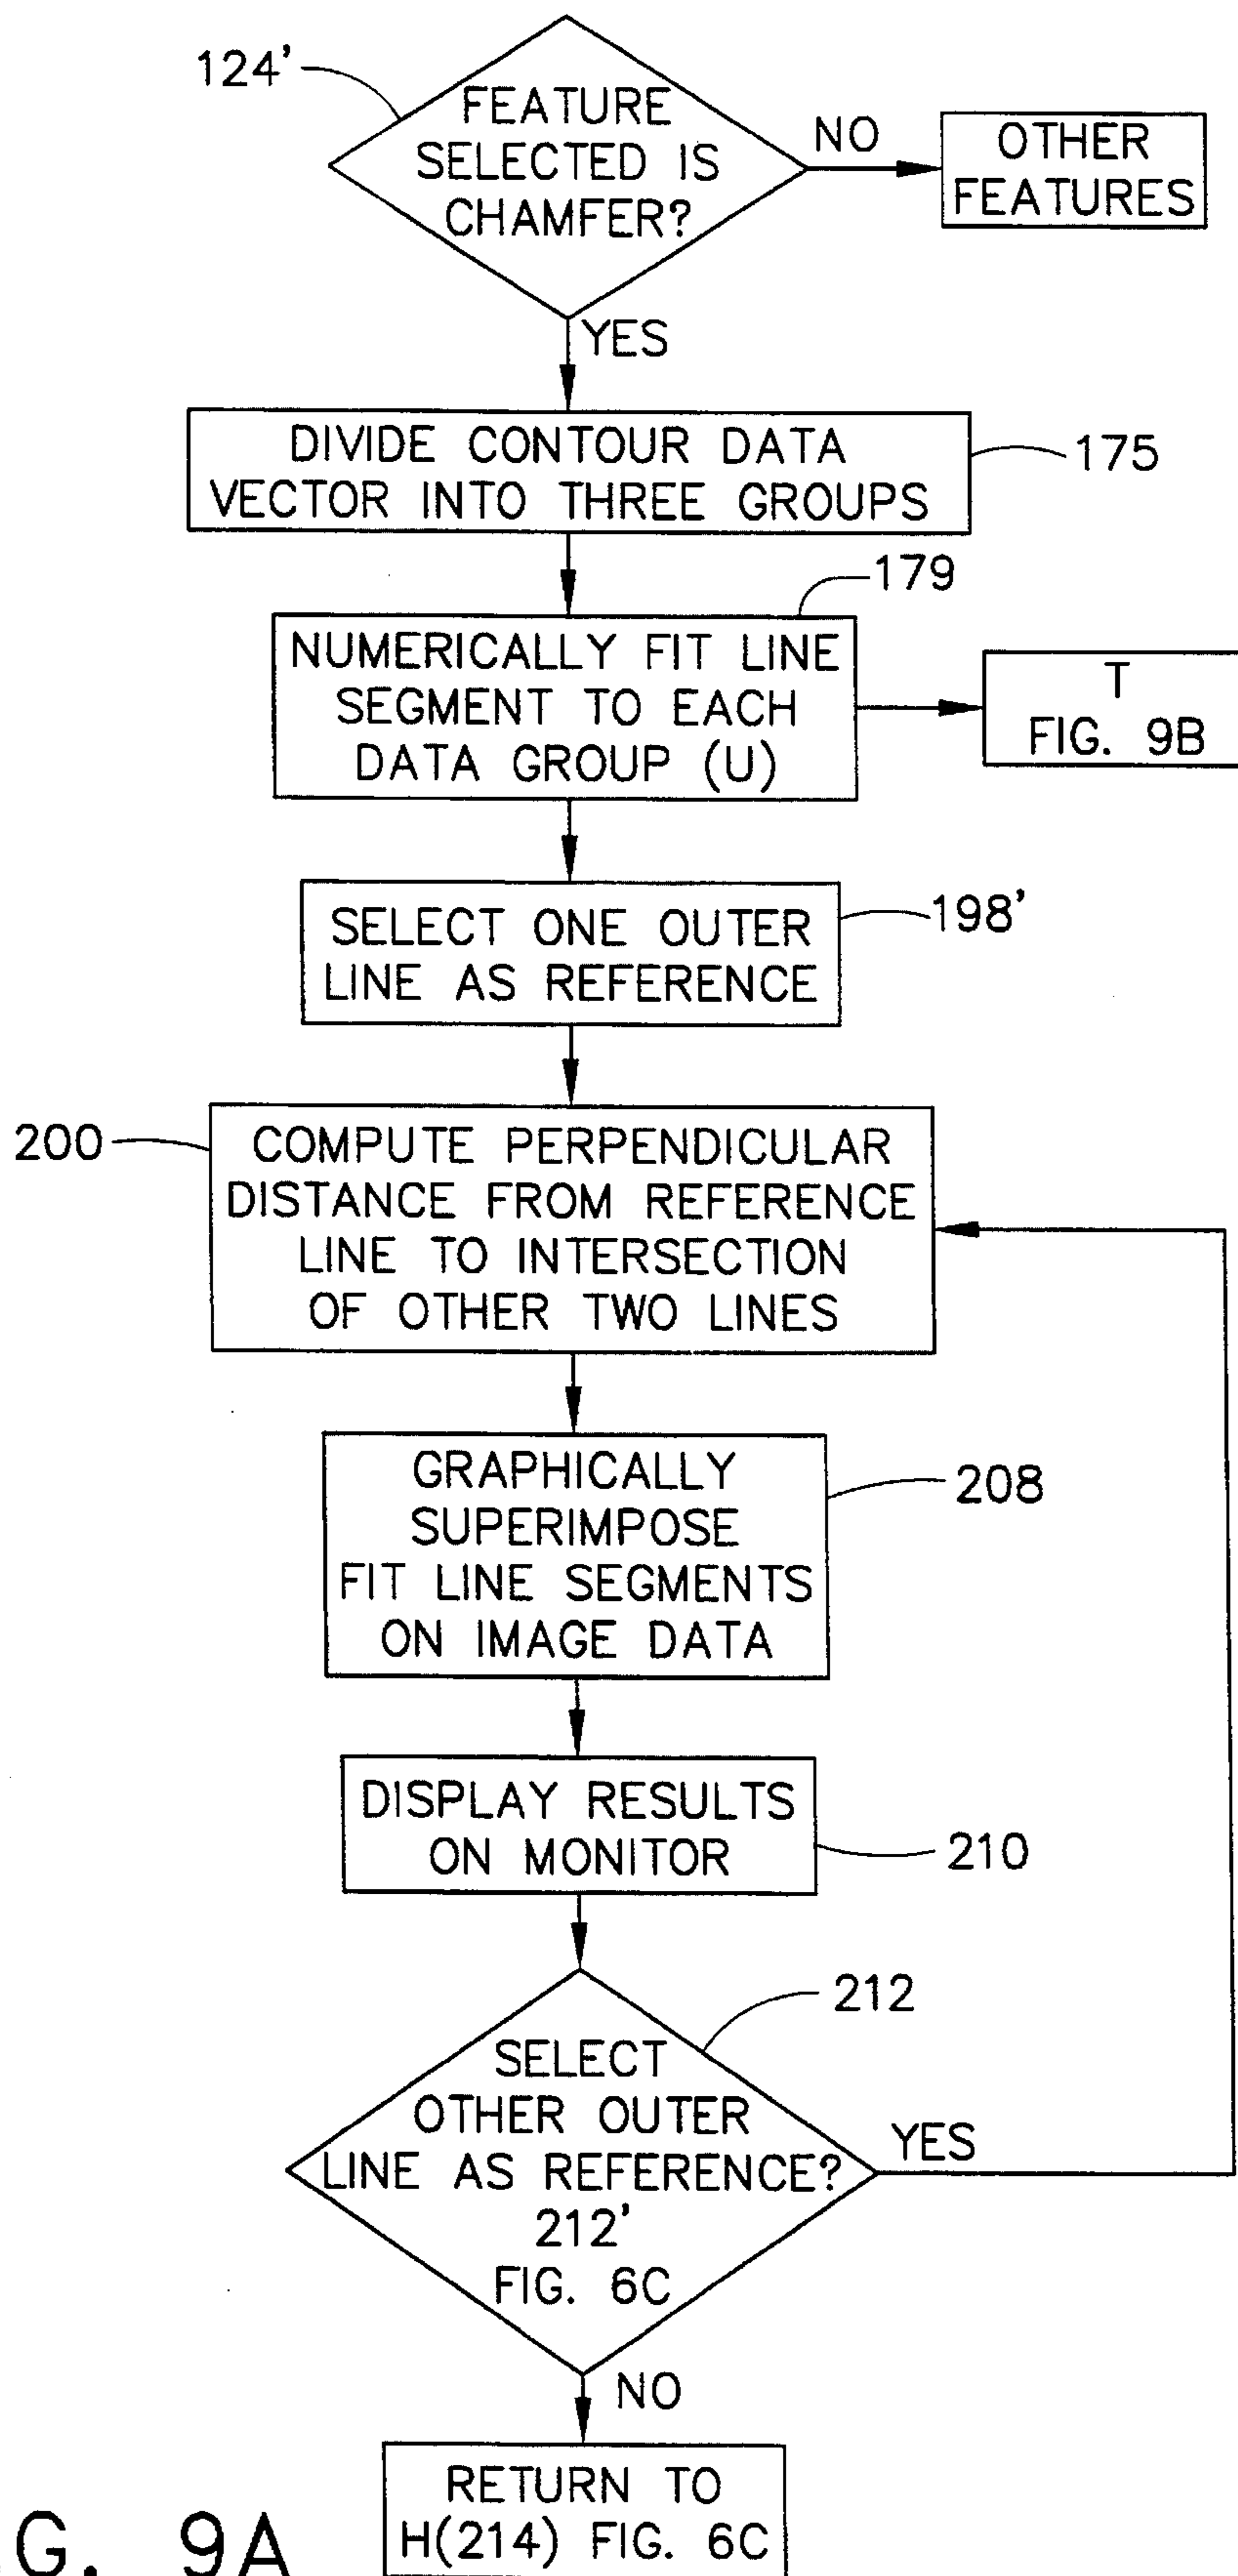 124'
FEATURE
SELECTED IS
CHAMFER?
NO
OTHER
FEATURES
YES
DIVIDE CONTOUR DATA
VECTOR INTO THREE GROUPS
175
179
NUMERICALLY FIT LINE
SEGMENT TO EACH
DATA GROUP (U)
T
FIG. 9B
SELECT ONE OUTER
LINE AS REFERENCE
198'
200
COMPUTE PERPENDICULAR
DISTANCE FROM REFERENCE
LINE TO INTERSECTION
OF OTHER TWO LINES
GRAPHICALLY
SUPERIMPOSE
FIT LINE SEGMENTS
ON IMAGE DATA
208
DISPLAY RESULTS
ON MONITOR
210
212
SELECT
OTHER OUTER
LINE AS REFERENCE?
212'
FIG. 6C
YES
NO
RETURN TO
H(214) FIG. 6C
G. 9A